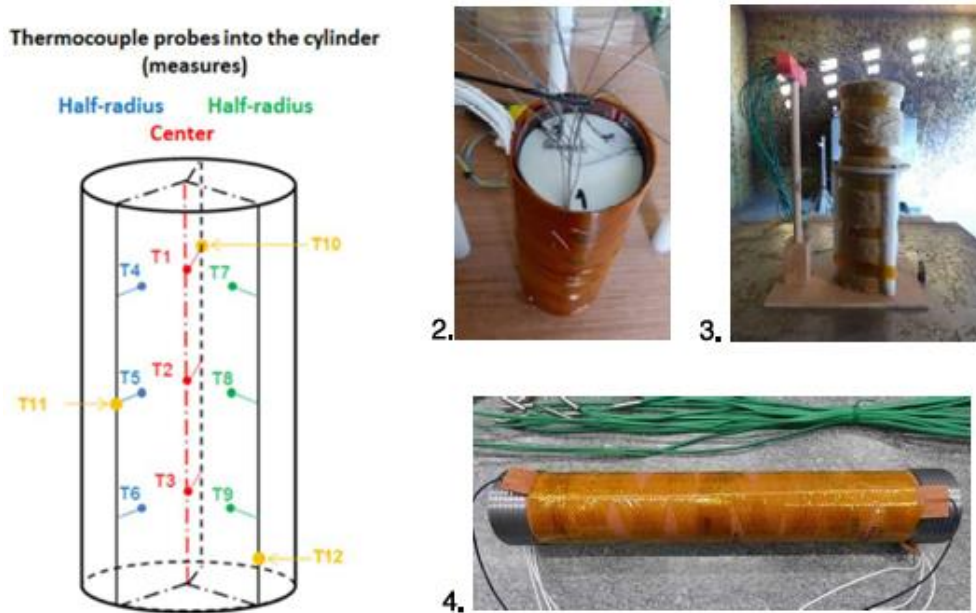 Thermocouple probes into the cylinder
(measures)
Half-radius Half-radius
Center
T10
T1
T4 T7
T2
T5 T8
T11
T3
T6 T9
T12
2.
3.
4.